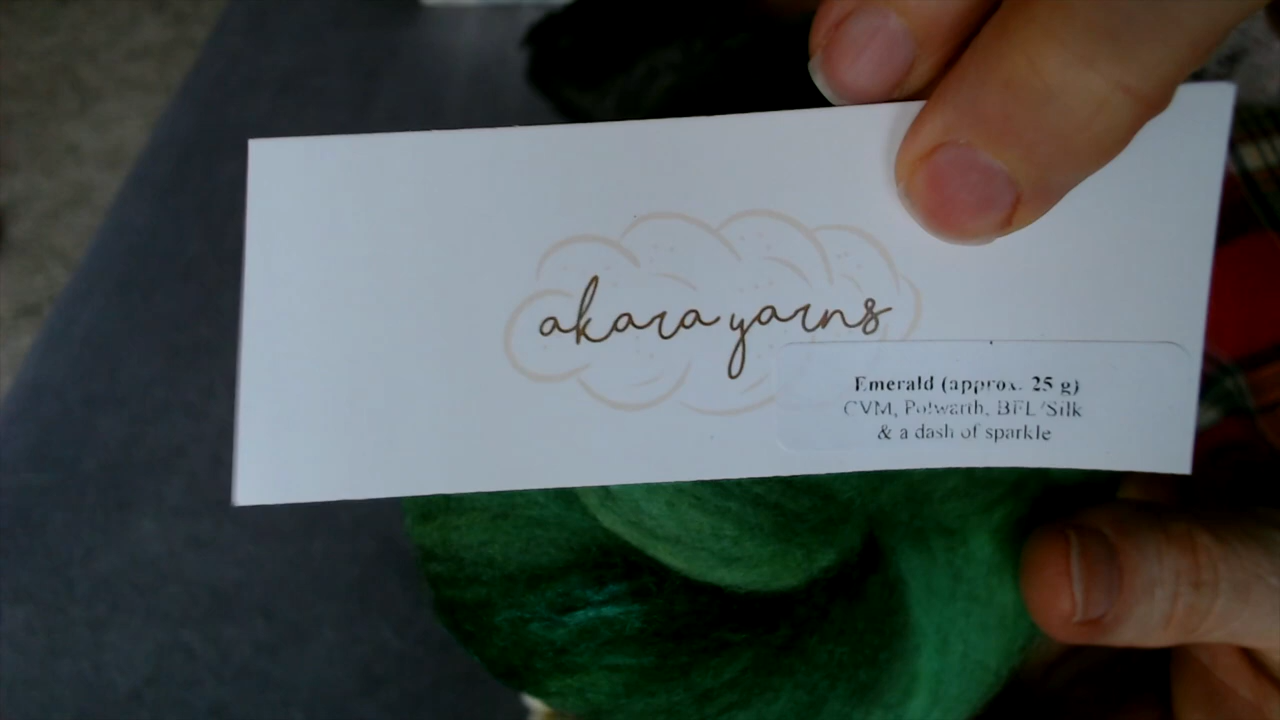 akara yarns
Emerald (approx. 25 g)
CVM, Polwarth, BFL/Silk
& a dash of sparkle